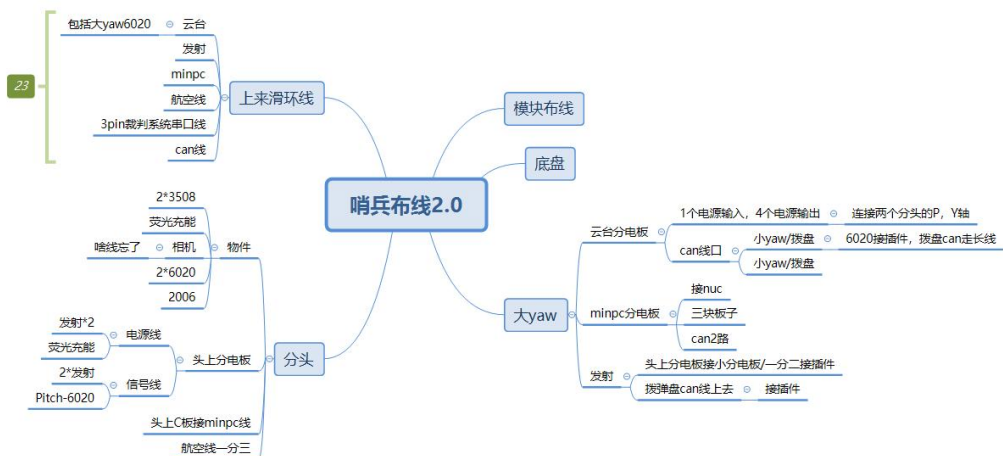 哨兵布线2.0
上来滑环线
23
云台
包括大yaw6020
发射
minpc
航空线
3pin裁判系统串口线
can线
分头
物件
2*3508
荧光充能
相机
啥线忘了
2*6020
2006
头上分电板
电源线
发射*2
荧光充能
信号线
2*发射
Pitch-6020
头上C板接minpc线
航空线一分三
模块布线
底盘
大yaw
云台分电板
1个电源输入，4个电源输出
连接两个分头的P，Y轴
can线口
小yaw/拨盘
6020接插件，拨盘can走长线
小yaw/拨盘
minpc分电板
接nuc
三块板子
can2路
发射
头上分电板接小分电板/一分二接插件
拨弹盘can线上去
接插件